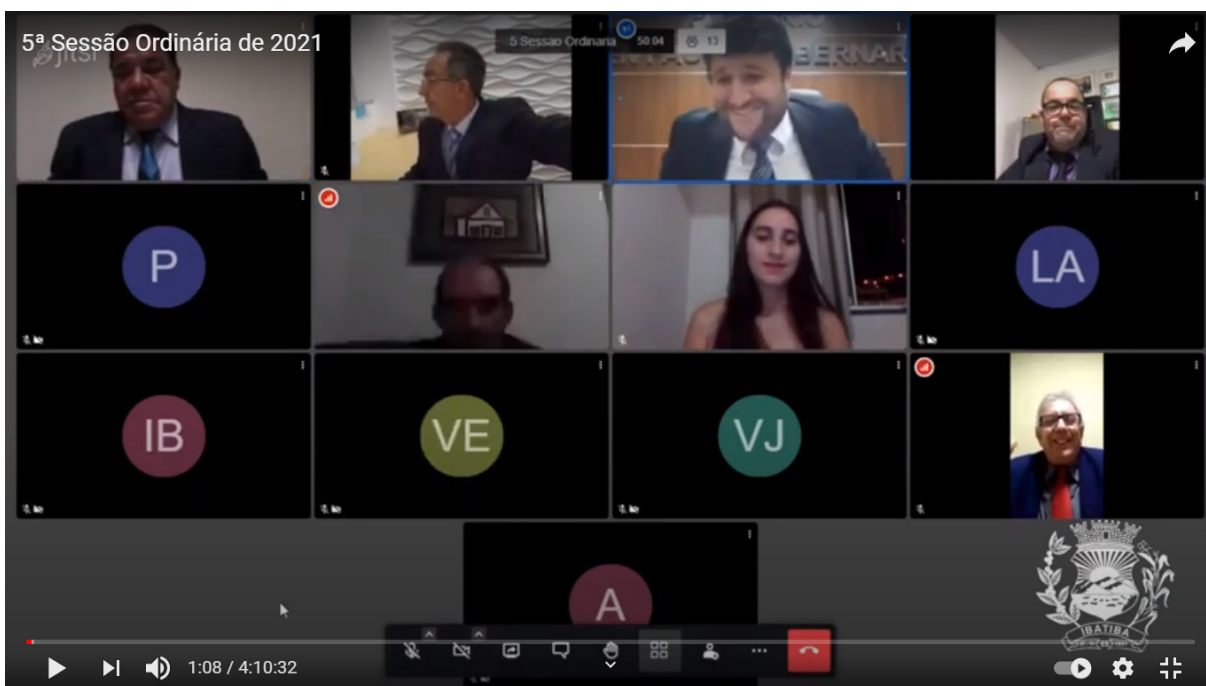 5ª Sessão Ordinária de 2021
jitsi
5 Sessao Ordinaria 50:04 13
BERNAR
P
LA
IB
VE
VJ
A
IBATIBA
1:08 / 4:10:32